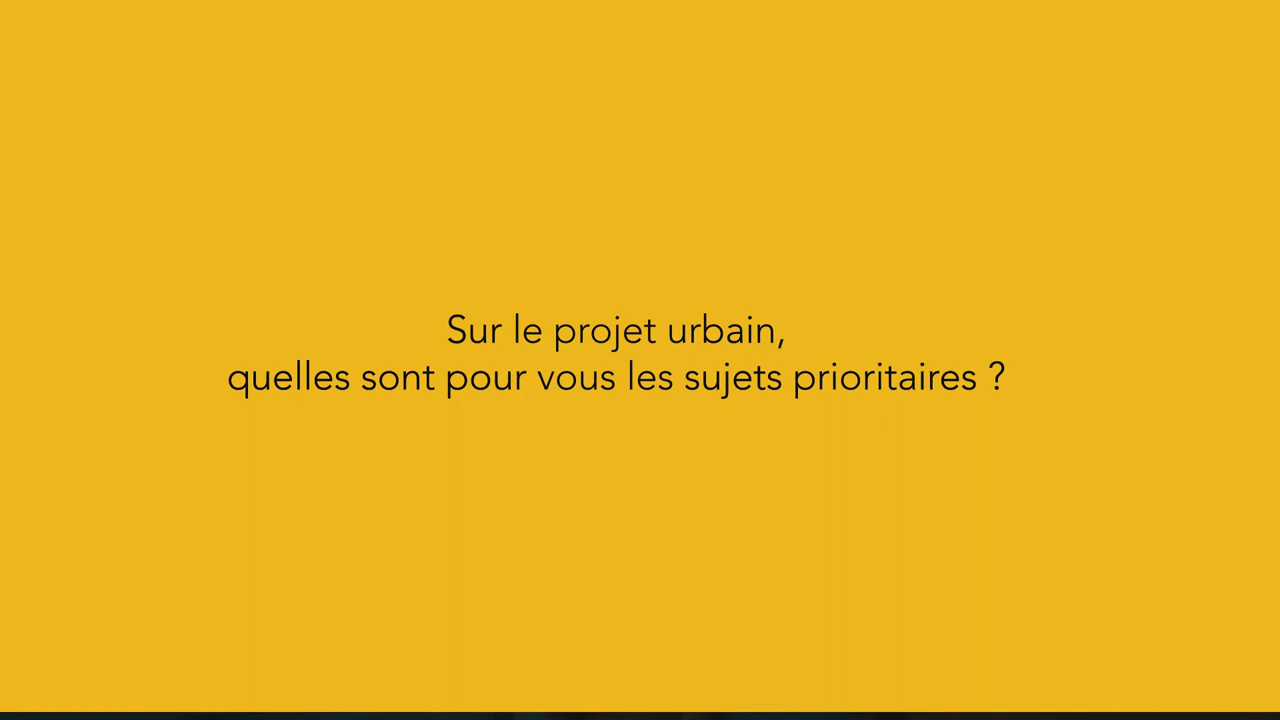 Sur le projet urbain,
quelles sont pour vous les sujets prioritaires ?